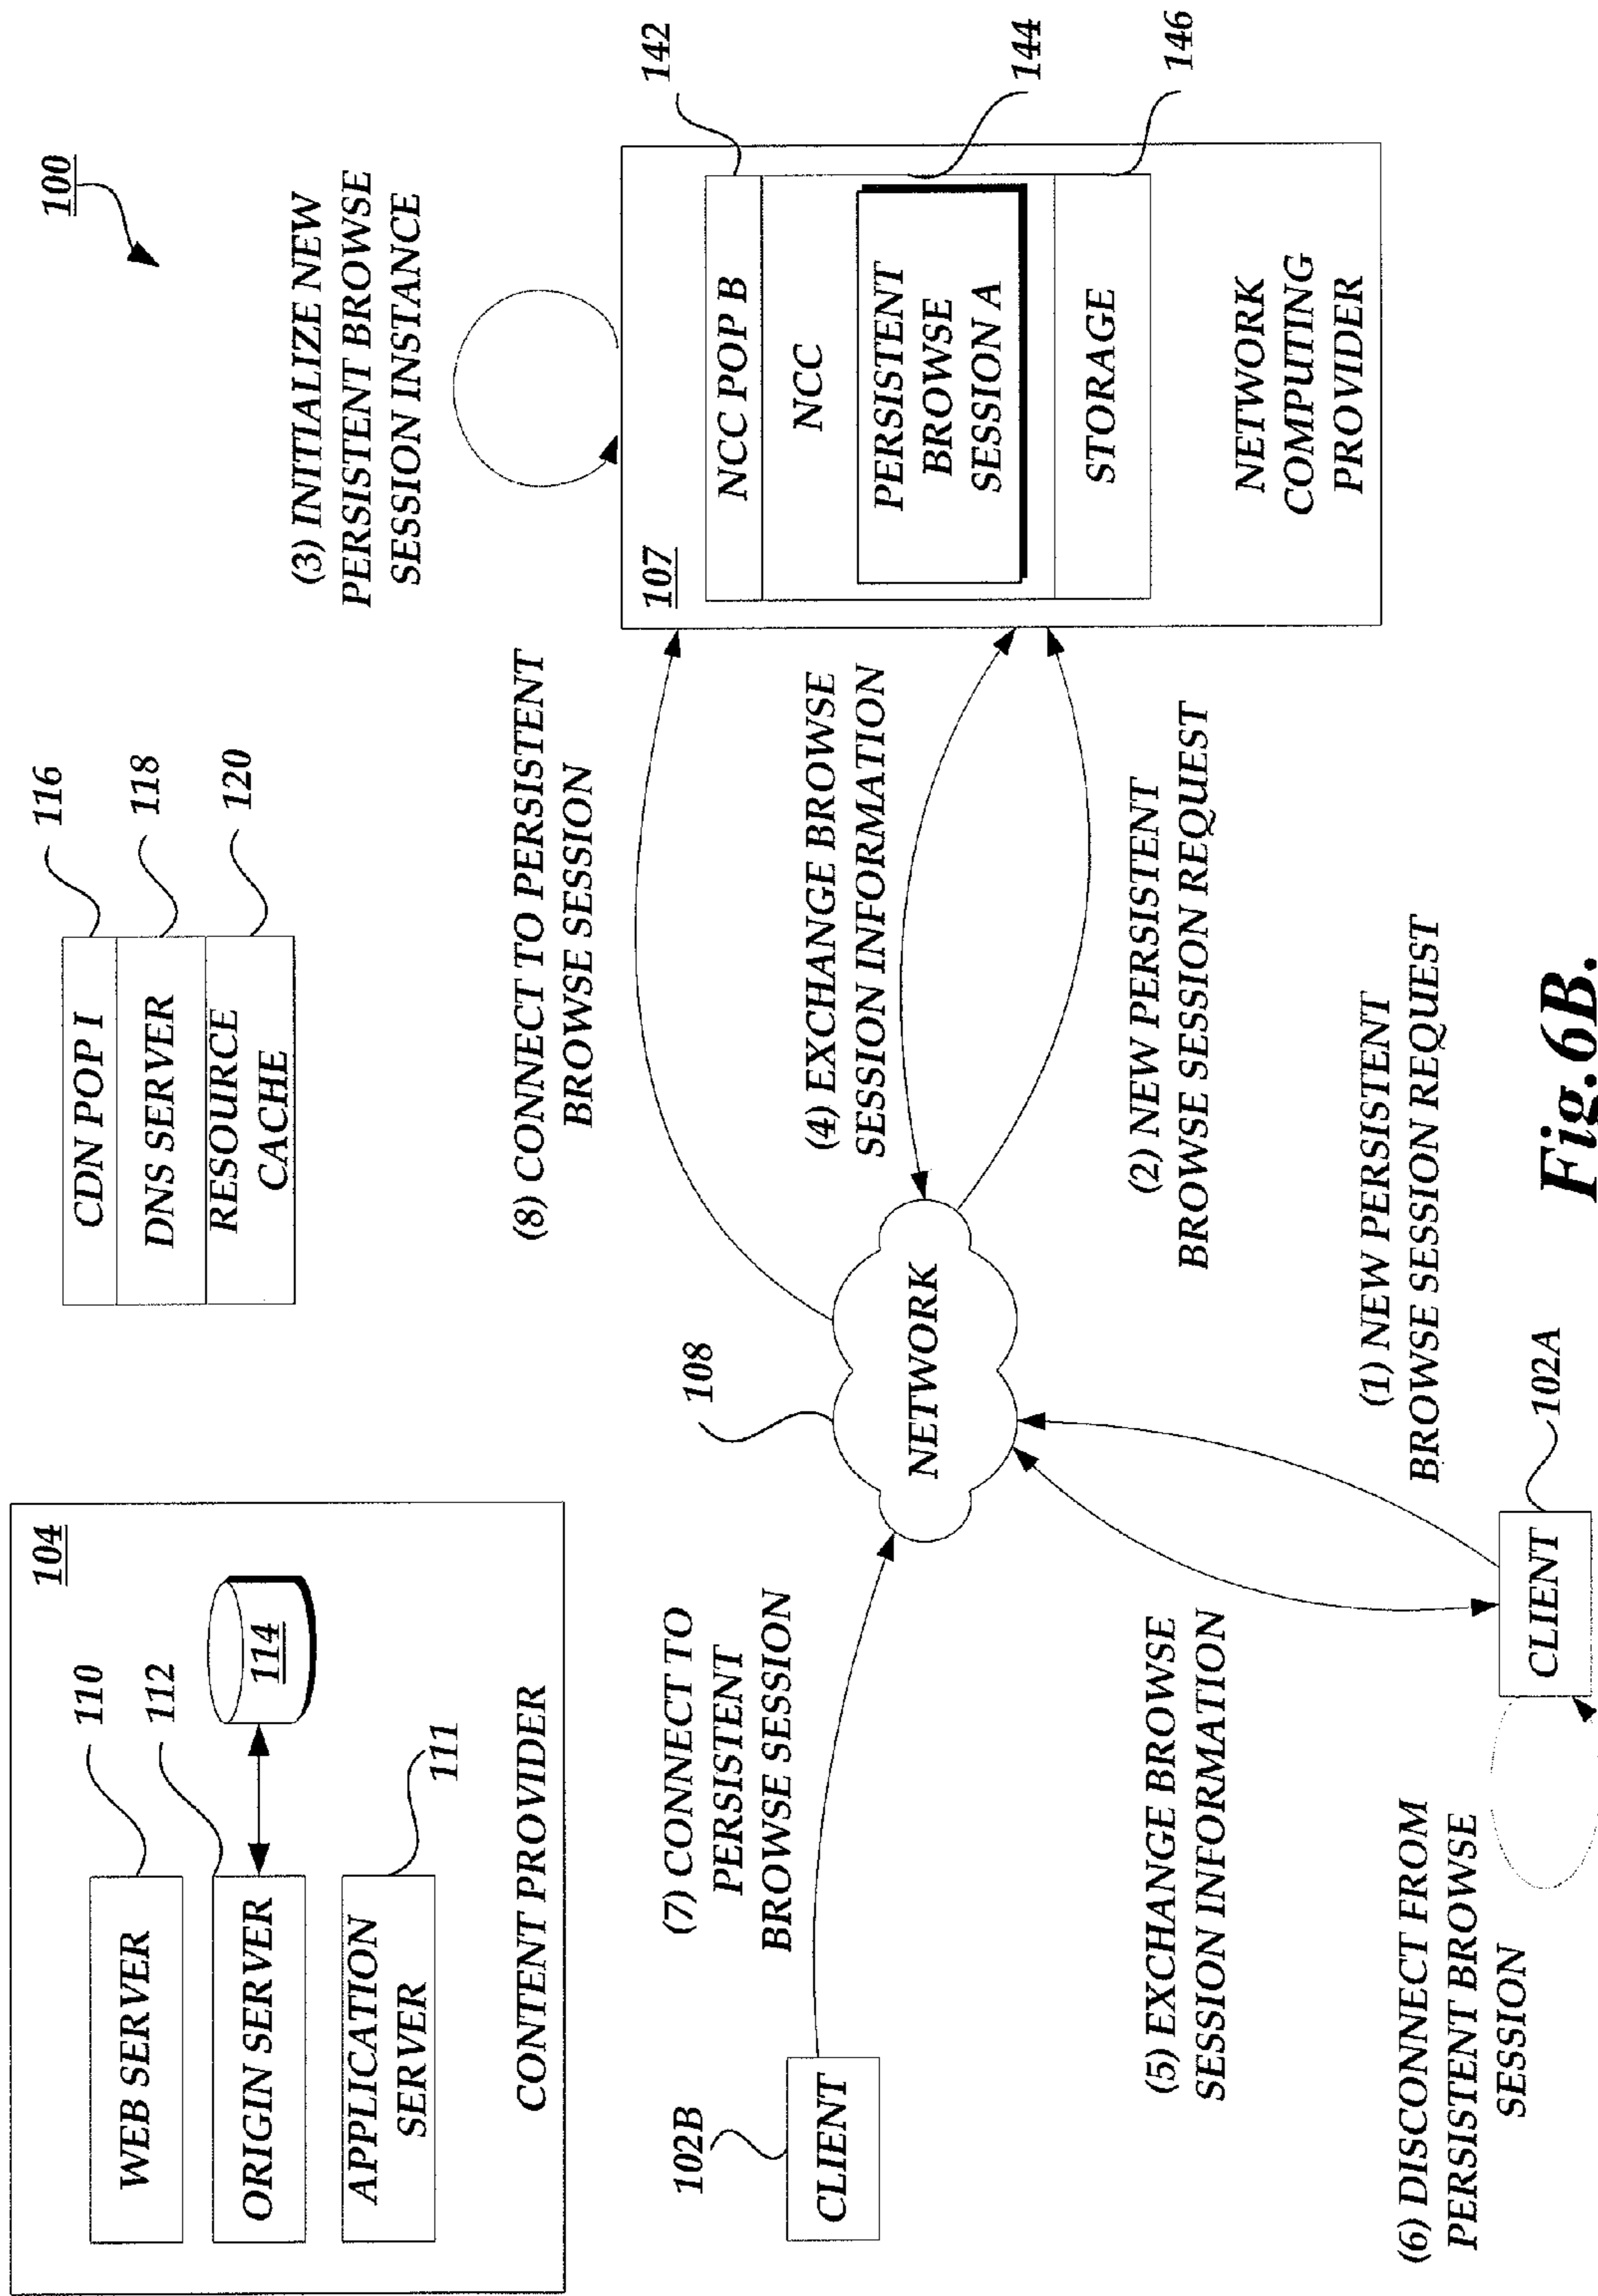 100
104
110
112
114
111
WEB SERVER
ORIGIN SERVER
APPLICATION
SERVER
CONTENT PROVIDER
116
118
120
CDN POP I
DNS SERVER
RESOURCE
CACHE
(3) INITIALIZE NEW
PERSISTENT BROWSE
SESSION INSTANCE
107
142
144
146
NCC POP B
NCC
PERSISTENT
BROWSE
SESSION A
STORAGE
NETWORK
COMPUTING
PROVIDER
(8) CONNECT TO PERSISTENT
BROWSE SESSION
(4) EXCHANGE BROWSE
SESSION INFORMATION
(2) NEW PERSISTENT
BROWSE SESSION REQUEST
108
NETWORK
(7) CONNECT TO
PERSISTENT
BROWSE SESSION
102B
CLIENT
(5) EXCHANGE BROWSE
SESSION INFORMATION
(1) NEW PERSISTENT
BROWSE SESSION REQUEST
102A
CLIENT
(6) DISCONNECT FROM
PERSISTENT BROWSE
SESSION
Fig.6B.